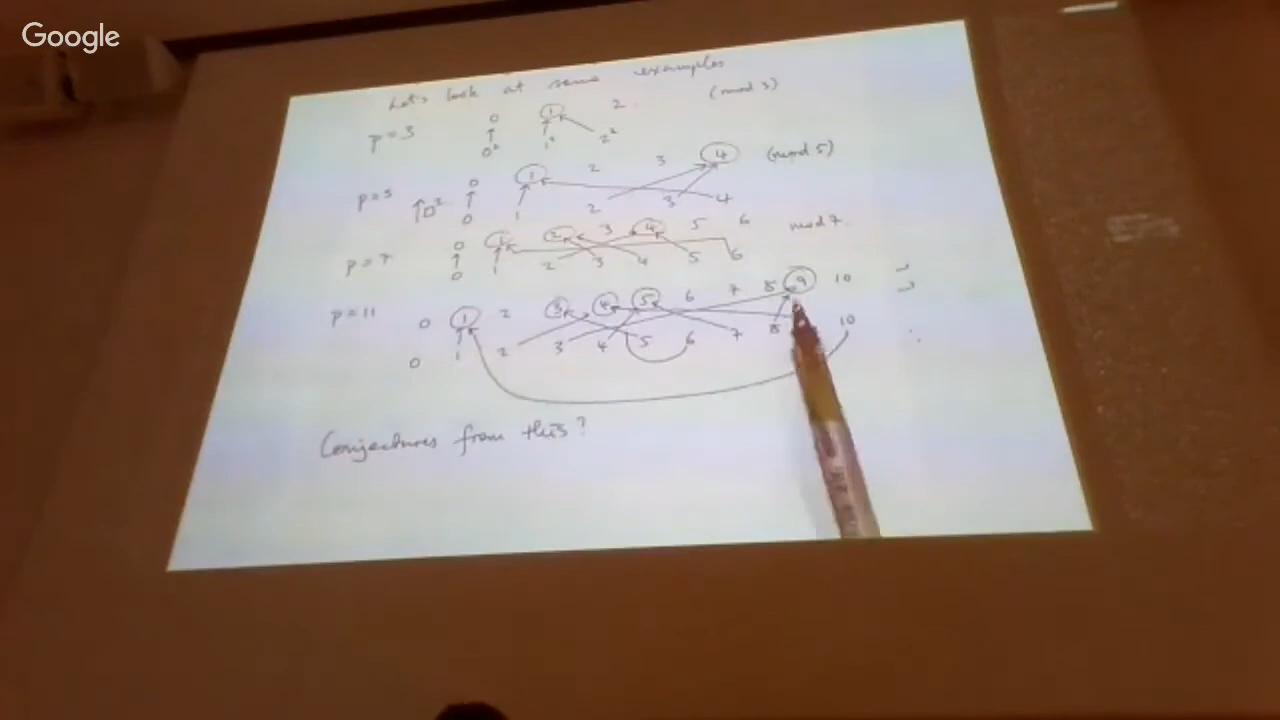 Google
Let's look at some examples
0 1 2 (mod 3)
p=3
0² 1² 2²
0 1 2 3 4 (mod 5)
p=5 ↑□²
0 1 2 3 4
0 1 2 3 4 5 6 mod 7.
p=7
0 1 2 3 4 5 6
0 1 2 3 4 5 6 7 8 9 10
p=11
0 1 2 3 4 5 6 7 8 10
Conjectures from this?